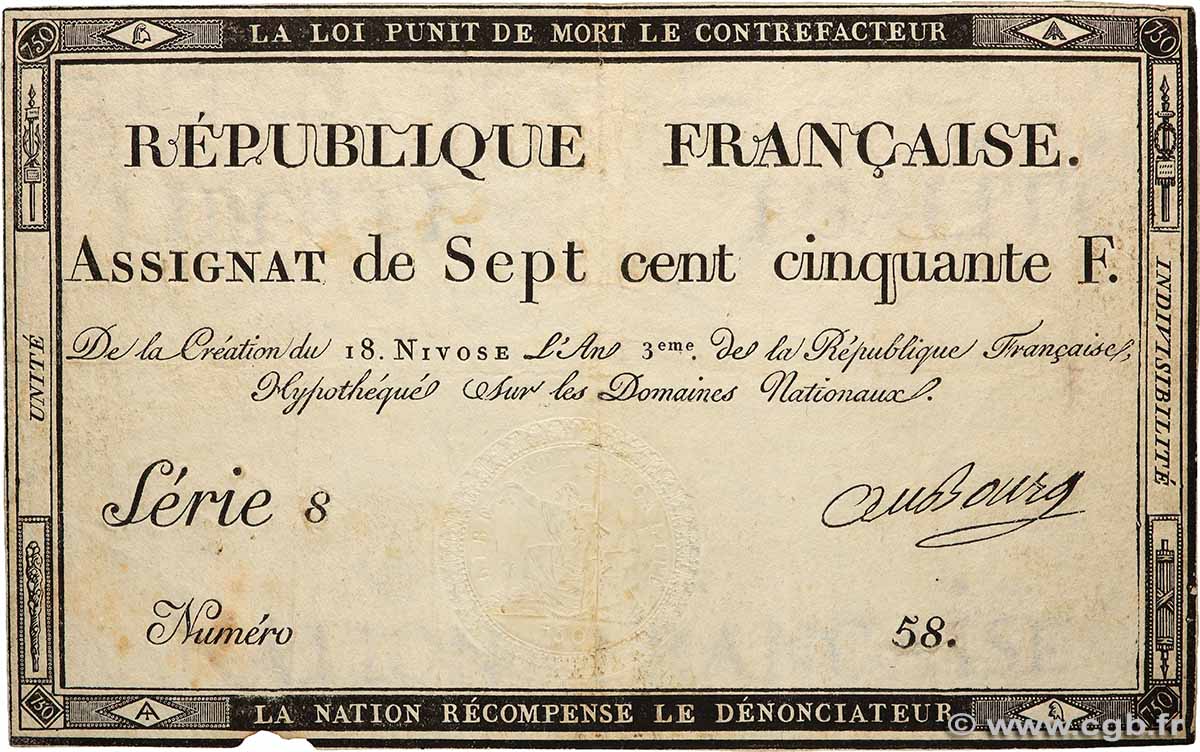 750 LA LOI PUNIT DE MORT LE CONTREFACTEUR 750
RÉPUBLIQUE FRANÇAISE.
ASSIGNAT de Sept cent cinquante F.
De la Création du 18. NIVOSE L'An 3eme. de la République Française,
Hypothéqué sur les Domaines Nationaux.
UNITÉ
INDIVISIBILITÉ
Série 8
auBourg
Numéro 58.
750 LA NATION RÉCOMPENSE LE DÉNONCIATEUR 750
© www.cgb.fr